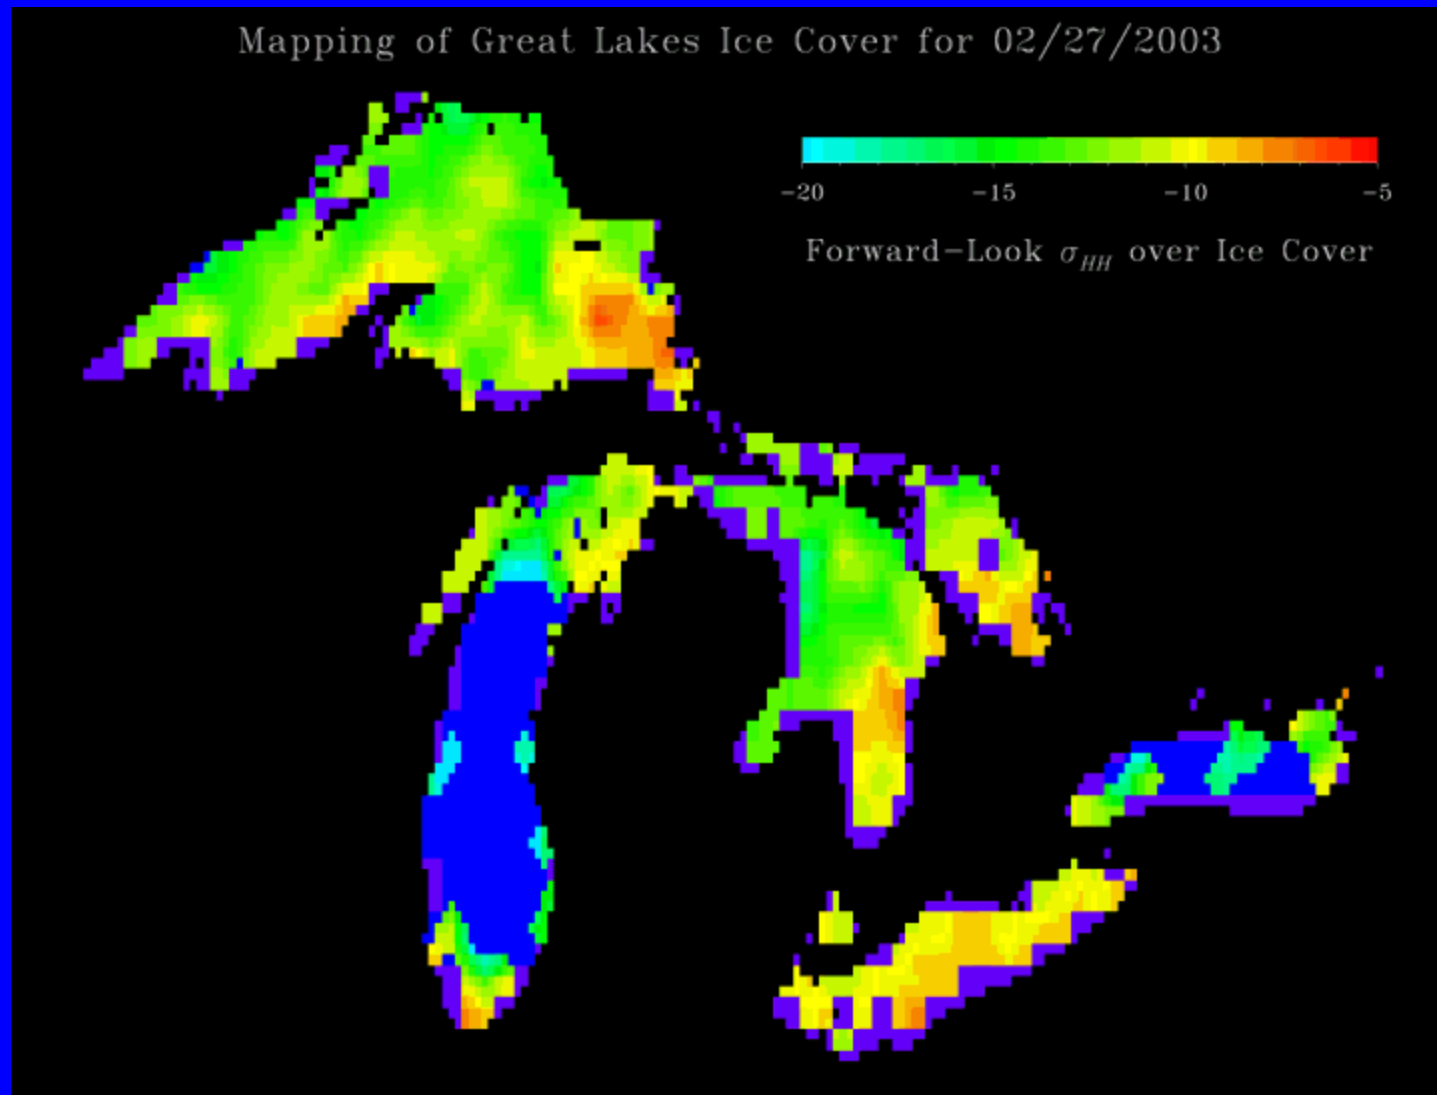 Mapping of Great Lakes Ice Cover for 02/27/2003
-20 -15 -10 -5
Forward-Look σHH over Ice Cover